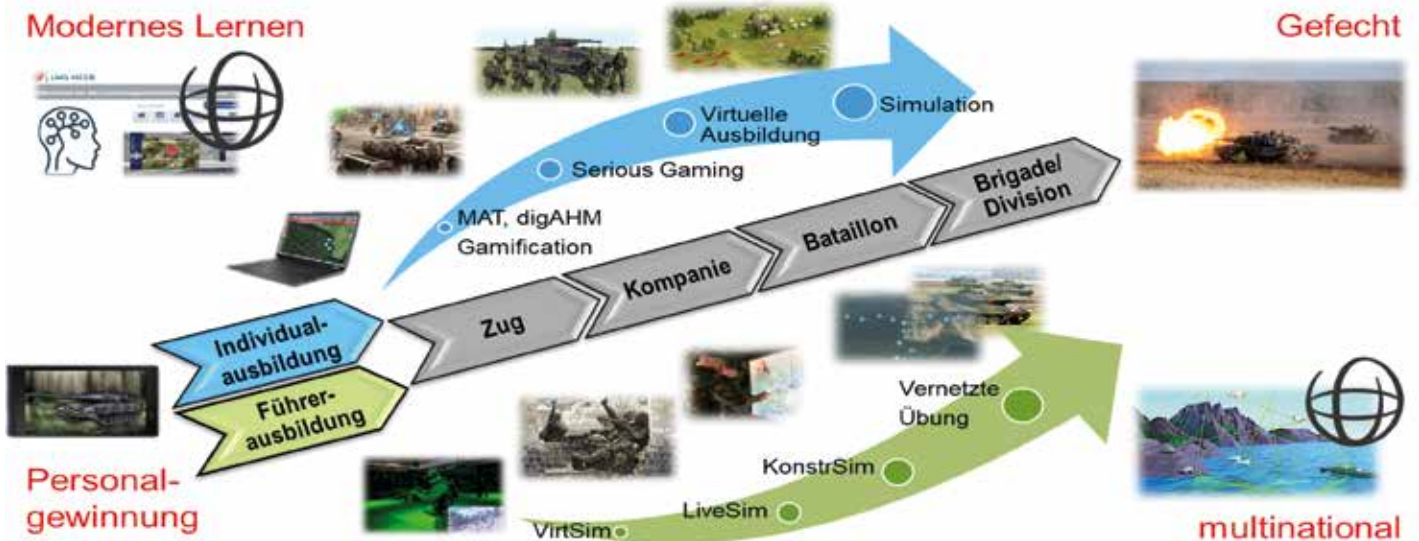 Modernes Lernen
Gefecht
Virtuelle
Ausbildung
Simulation
Serious Gaming
MAT, digAHM
Gamification
Brigade/
Division
Bataillon
Kompanie
Zug
Individual-
ausbildung
Führer-
ausbildung
Vernetzte
Übung
KonstrSim
LiveSim
VirtSim
Personal-
gewinnung
multinational